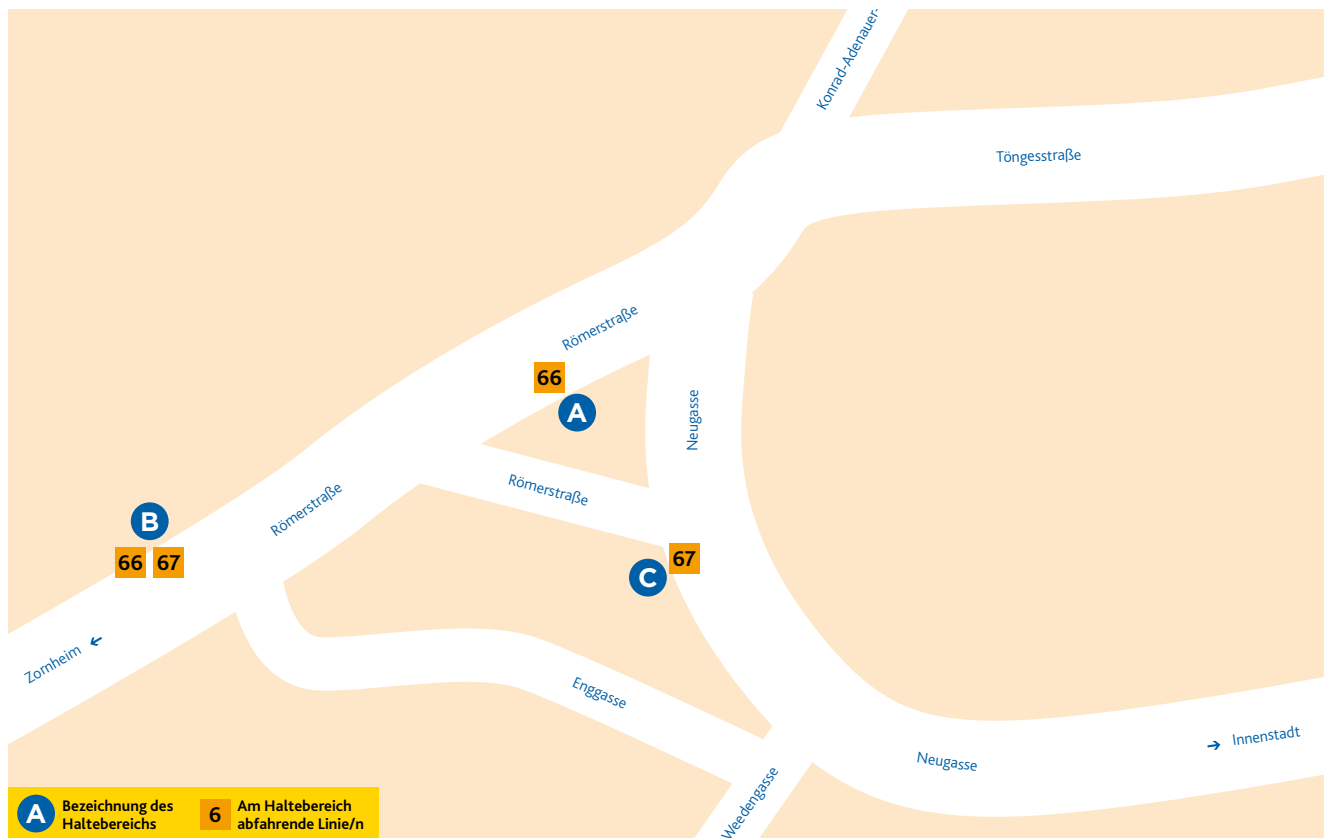 Konrad-Adenauer-
Töngesstraße
Römerstraße
66
A
Neugasse
Römerstraße
Römerstraße
B
66 67
67
C
Zornheim
Enggasse
Innenstadt
Neugasse
Weedengasse
A
Bezeichnung des
Haltebereichs
6
Am Haltebereich
abfahrende Linie/n